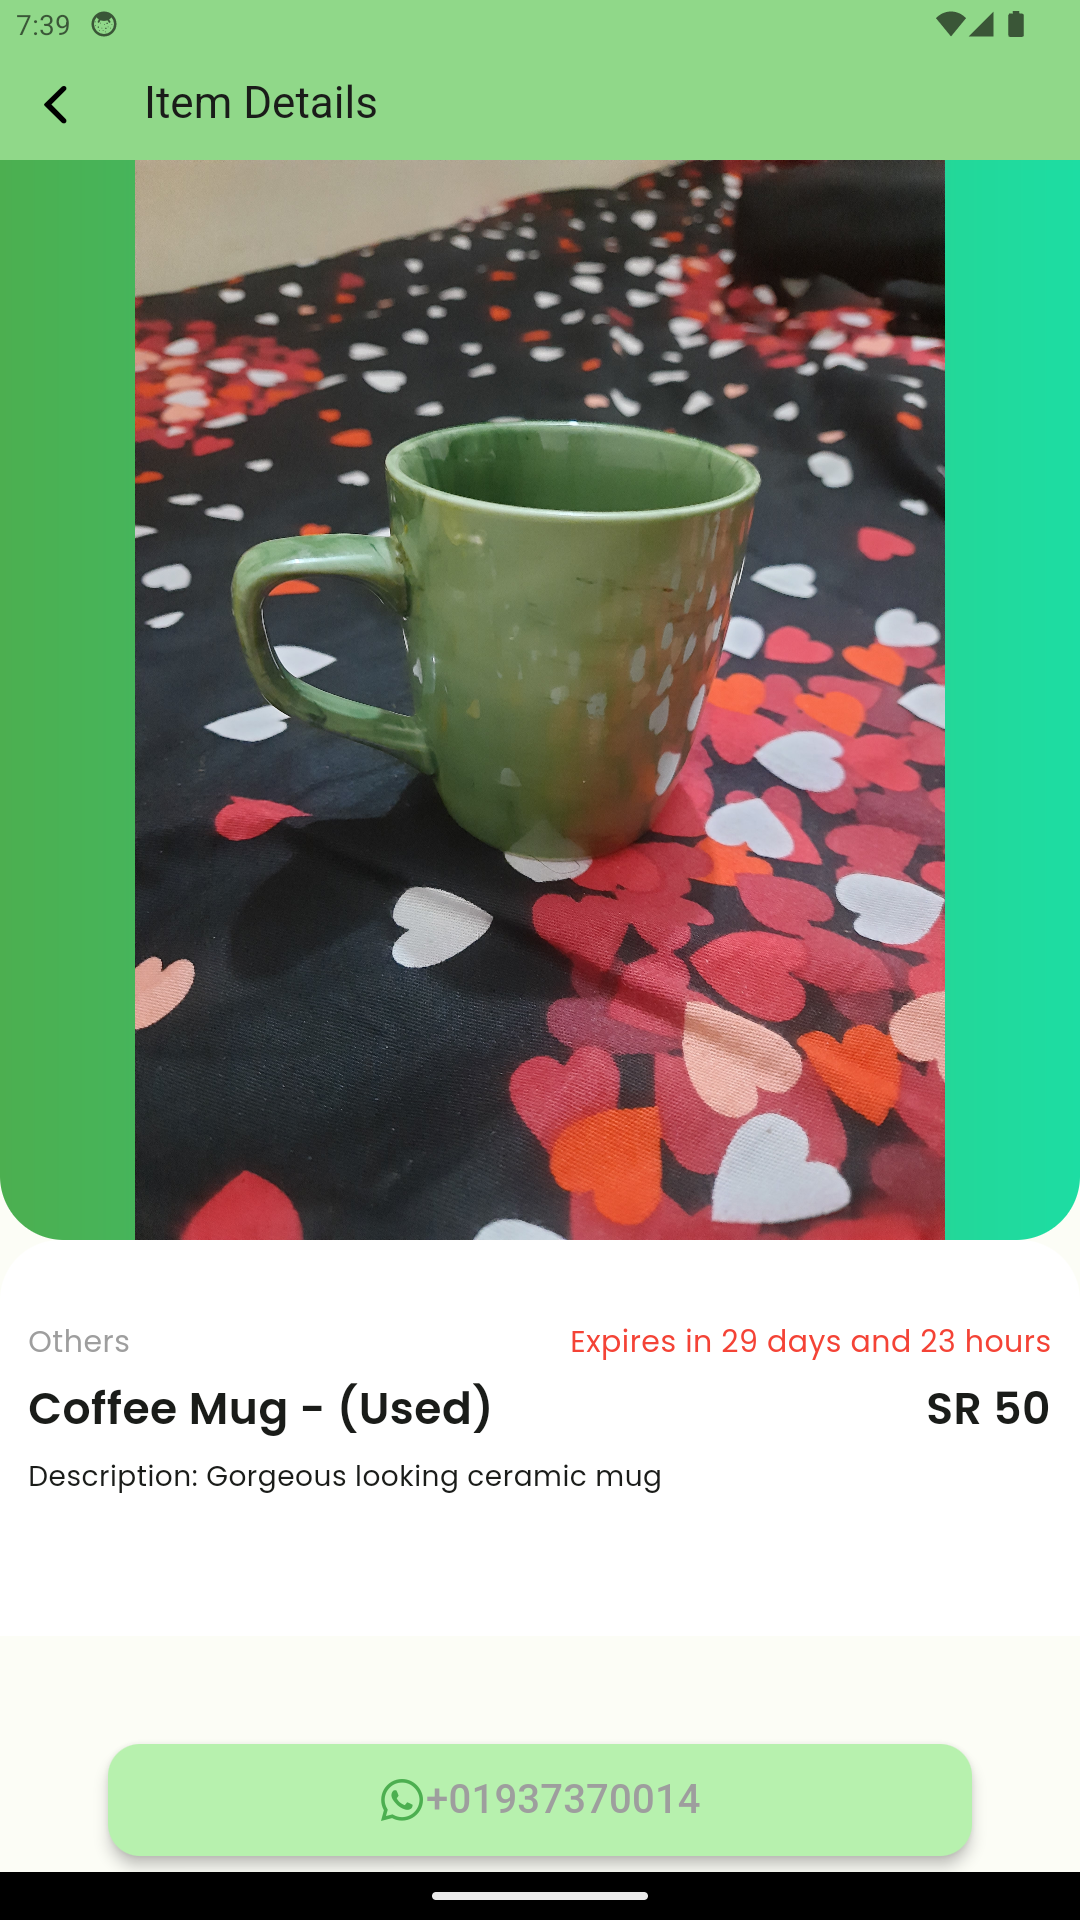 7:39
Item Details
Others
Expires in 29 days and 23 hours
Coffee Mug - (Used)
SR 50
Description: Gorgeous looking ceramic mug
+01937370014